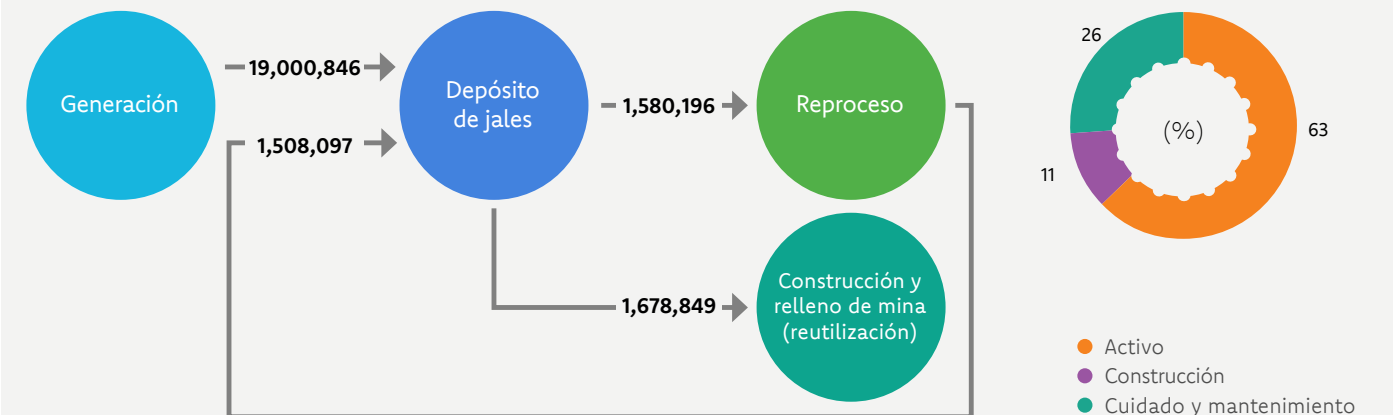 Generación
19,000,846
1,508,097
Depósito
de jales
1,580,196
Reproceso
1,678,849
Construcción y
relleno de mina
(reutilización)
26
(%)
63
11
Activo
Construcción
Cuidado y mantenimiento